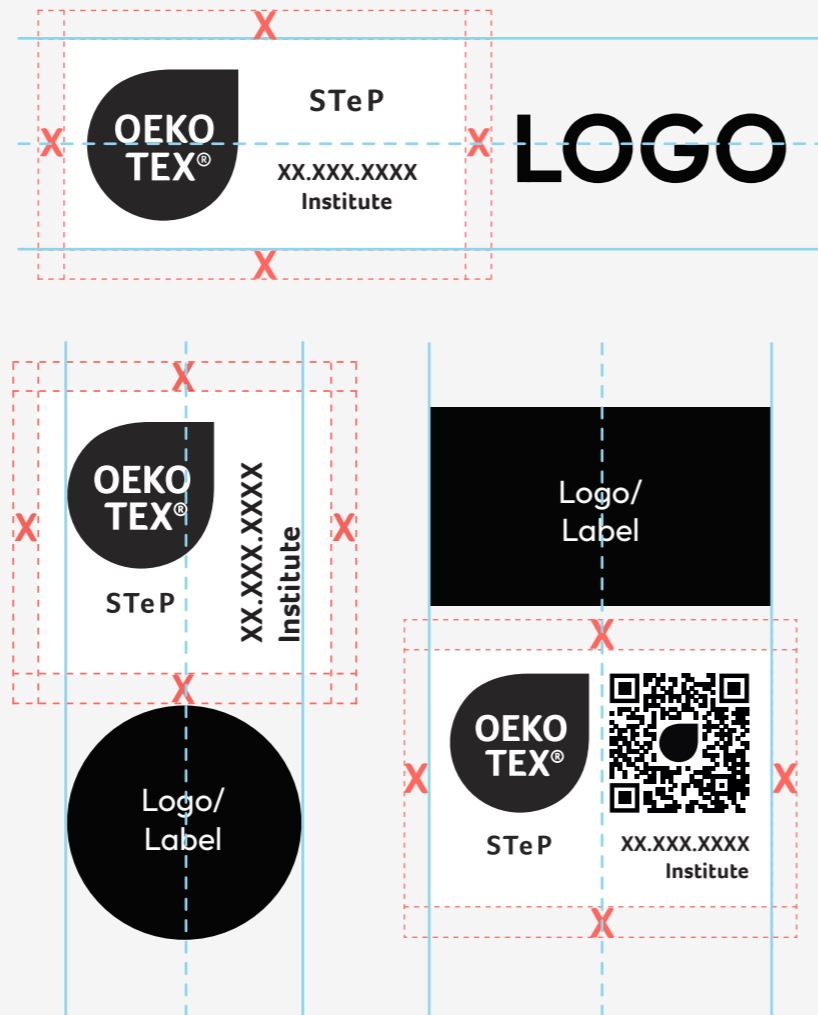 X
OEKO
TEX®
STeP
XX.XXX.XXXX
Institute
X
X
LOGO
X
X
OEKO
TEX®
STeP
XX.XXX.XXXX
Institute
X
X
X
Logo/
Label
Logo/
Label
X
OEKO
TEX®
STeP
XX.XXX.XXXX
Institute
X
X
X